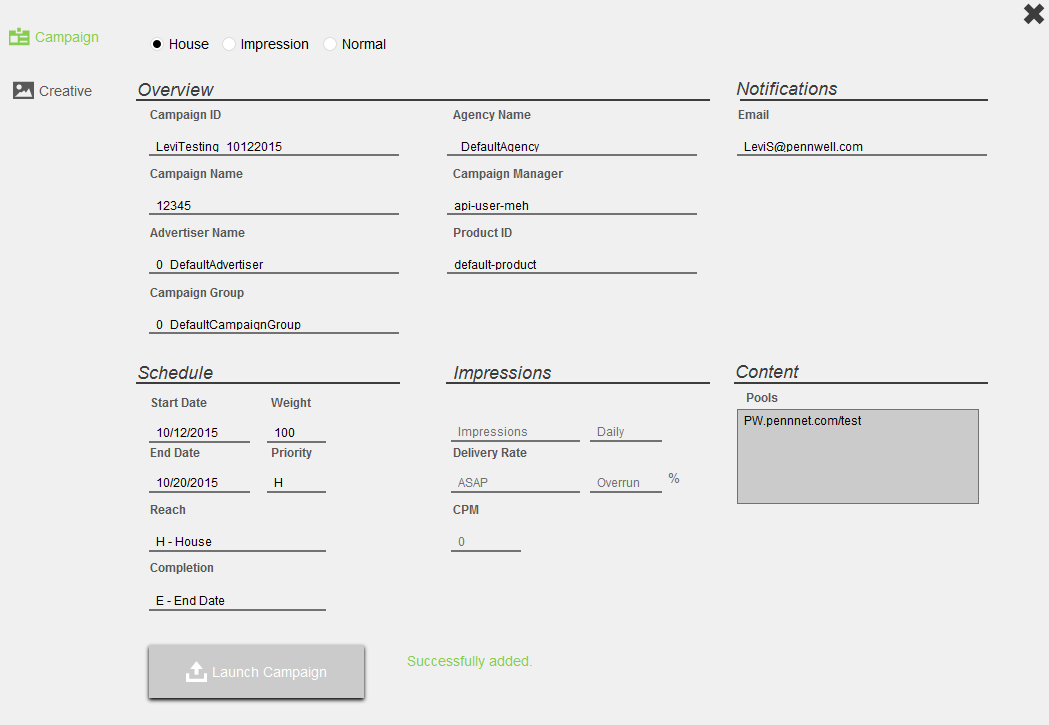 Campaign
House Impression Normal
Creative
Overview
Campaign ID
LeviTesting_10122015
Campaign Name
12345
Advertiser Name
0_DefaultAdvertiser
Campaign Group
0_DefaultCampaignGroup
Agency Name
_DefaultAgency
Campaign Manager
api-user-meh
Product ID
default-product
Notifications
Email
LeviS@pennwell.com
Schedule
Start Date Weight
10/12/2015 100
End Date Priority
10/20/2015 H
Reach
H - House
Completion
E - End Date
Impressions
Impressions Daily
Delivery Rate
ASAP Overrun %
CPM
0
Content
Pools
PW.pennnet.com/test
Launch Campaign
Successfully added.